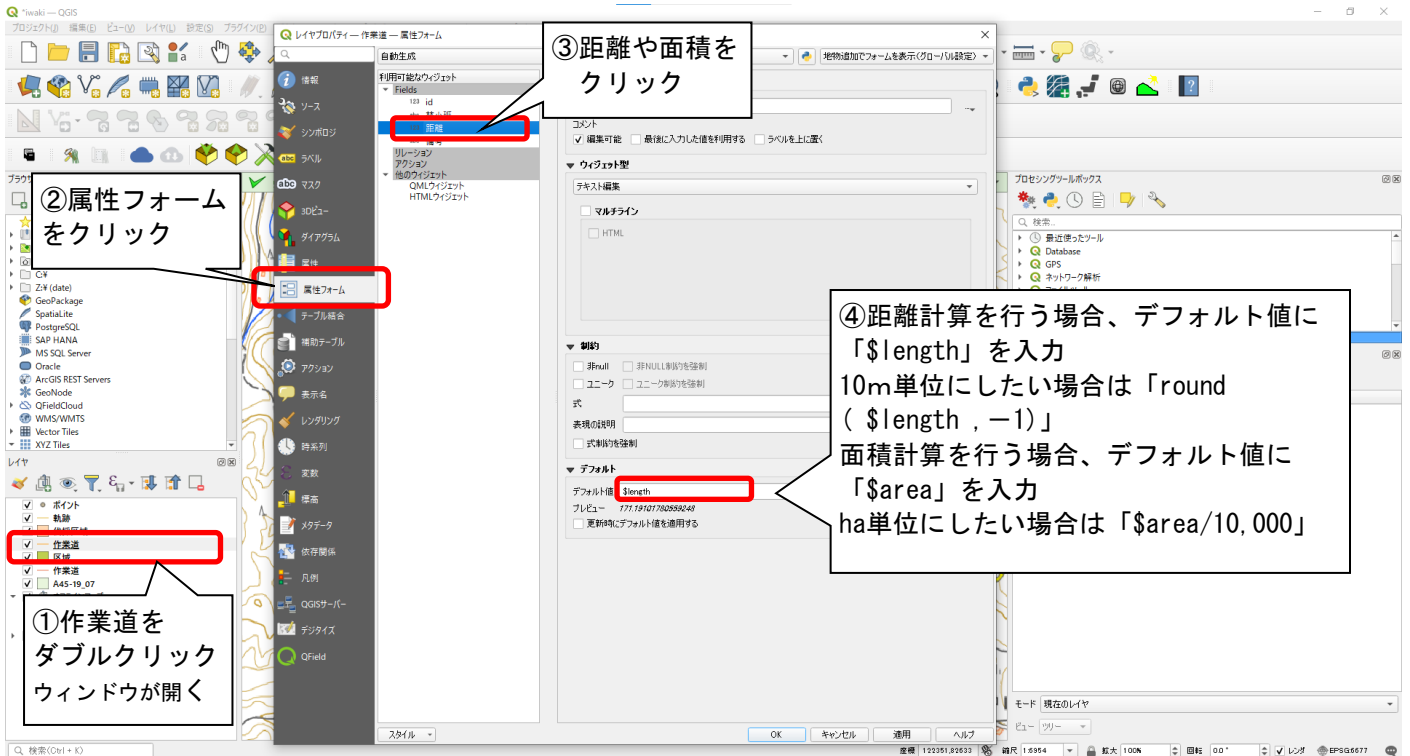 *iwaki — QGIS
プロジェクト(J) 編集(E) ビュー(V) レイヤ(L) 設定(S) プラグイン(P)
レイヤプロパティ — 作業道 — 属性フォーム
自動生成
地物追加でフォームを表示(グローバル設定)
③距離や面積を
クリック
情報
ソース
シンボロジ
ラベル
マスク
3Dビュー
ダイアグラム
属性
属性フォーム
テーブル結合
補助テーブル
アクション
表示名
レンダリング
時系列
変数
標高
メタデータ
依存関係
凡例
QGISサーバー
デジタイズ
QField
利用可能なウィジェット
Fields
123 id
距離
リレーション
アクション
他のウィジェット
QMLウィジェット
HTMLウィジェット
コメント
編集可能 最後に入力した値を利用する ラベルを上に置く
ウィジェット型
テキスト編集
マルチライン
HTML
制約
非null 非NULL制約を強制
ユニーク ユニーク制約を強制
式
表現の説明
式制約を強制
デフォルト
デフォルト値 $length
プレビュー 171.19101780559248
更新時にデフォルト値を適用する
スタイル
OK キャンセル 適用 ヘルプ
②属性フォーム
をクリック
C:¥
Z:¥ (date)
GeoPackage
SpatiaLite
PostgreSQL
SAP HANA
MS SQL Server
Oracle
ArcGIS REST Servers
GeoNode
QFieldCloud
WMS/WMTS
Vector Tiles
XYZ Tiles
レイヤ
ポイント
軌跡
作業道
区域
作業道
A45-19_07
①作業道を
ダブルクリック
ウィンドウが開く
プロセシングツールボックス
検索...
最近使ったツール
Database
GPS
ネットワーク解析
④距離計算を行う場合、デフォルト値に
「$length」を入力
10ｍ単位にしたい場合は「round
( $length ,－1)」
面積計算を行う場合、デフォルト値に
「$area」を入力
ha単位にしたい場合は「$area/10,000」
モード 現在のレイヤ
ビュー ツリー
検索(Ctrl + K)
座標 122351,82633 縮尺 1:6954 拡大 100% 回転 0.0° レンダ EPSG:6677